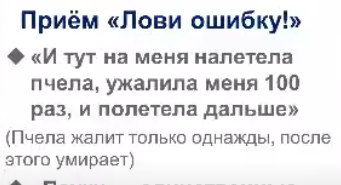 Приём «Лови ошибку!»
◆ «И тут на меня налетела
пчела, ужалила меня 100
раз, и полетела дальше»
(Пчела жалит только однажды, после
этого умирает)